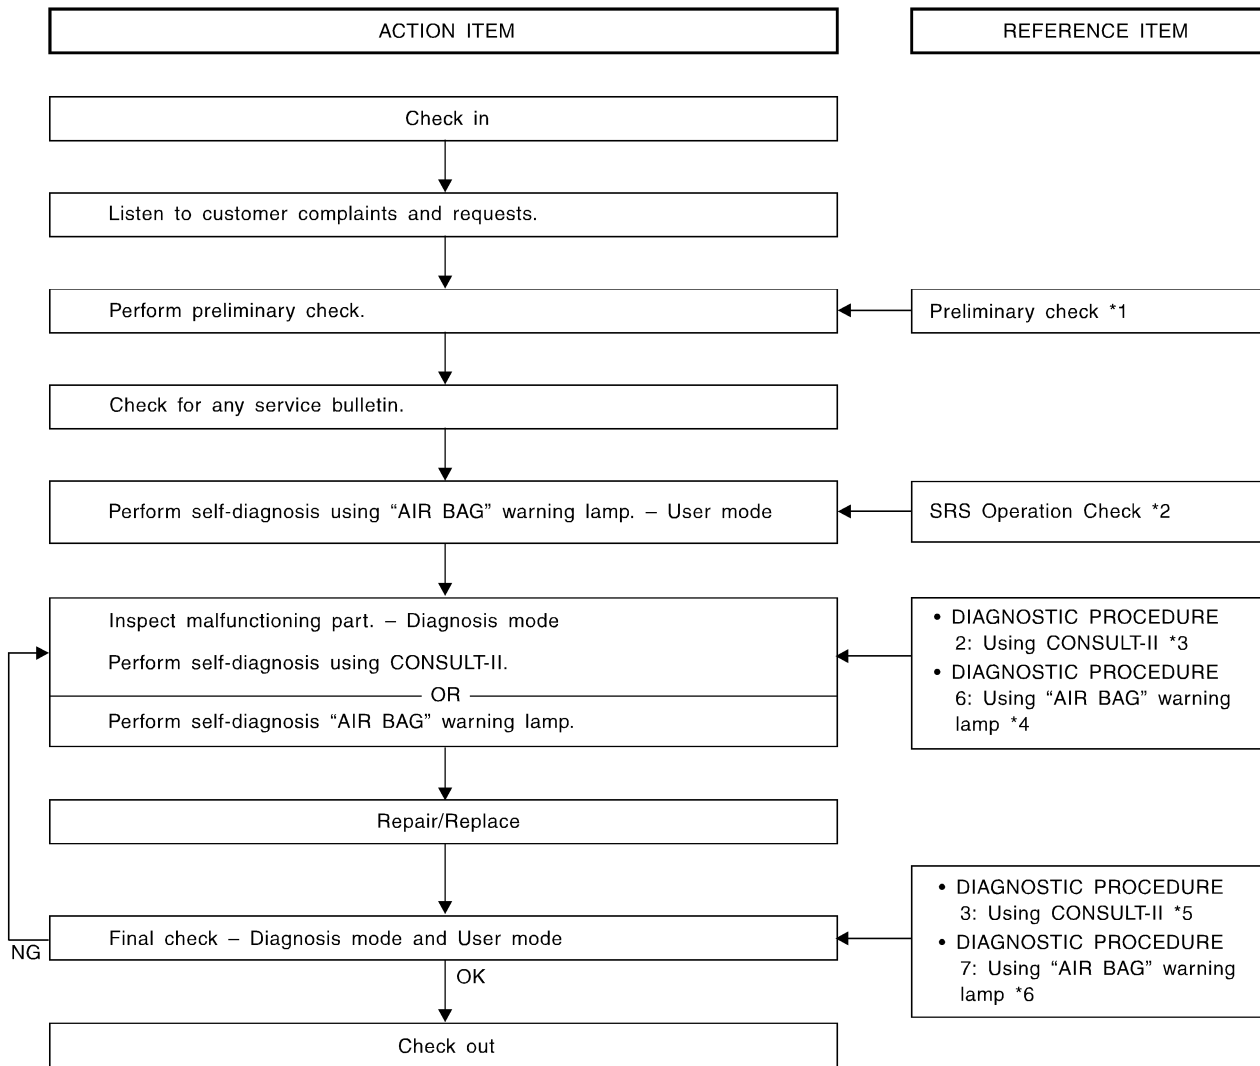 ACTION ITEM
REFERENCE ITEM
Check in
Listen to customer complaints and requests.
Perform preliminary check.
Preliminary check *1
Check for any service bulletin.
Perform self-diagnosis using “AIR BAG” warning lamp. – User mode
SRS Operation Check *2
Inspect malfunctioning part. – Diagnosis mode
Perform self-diagnosis using CONSULT-II.
OR
Perform self-diagnosis “AIR BAG” warning lamp.
• DIAGNOSTIC PROCEDURE
2: Using CONSULT-II *3
• DIAGNOSTIC PROCEDURE
6: Using “AIR BAG” warning
lamp *4
Repair/Replace
Final check – Diagnosis mode and User mode
• DIAGNOSTIC PROCEDURE
3: Using CONSULT-II *5
• DIAGNOSTIC PROCEDURE
7: Using “AIR BAG” warning
lamp *6
NG
OK
Check out